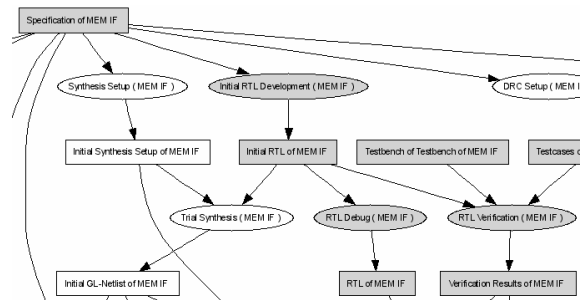 Specification of MEM IF
Synthesis Setup ( MEM IF )
Initial RTL Development ( MEM IF )
DRC Setup ( MEM IF
Initial Synthesis Setup of MEM IF
Initial RTL of MEM IF
Testbench of Testbench of MEM IF
Testcases o
Trial Synthesis ( MEM IF )
RTL Debug ( MEM IF )
RTL Verification ( MEM IF )
Initial GL-Netlist of MEM IF
RTL of MEM IF
Verification Results of MEM IF